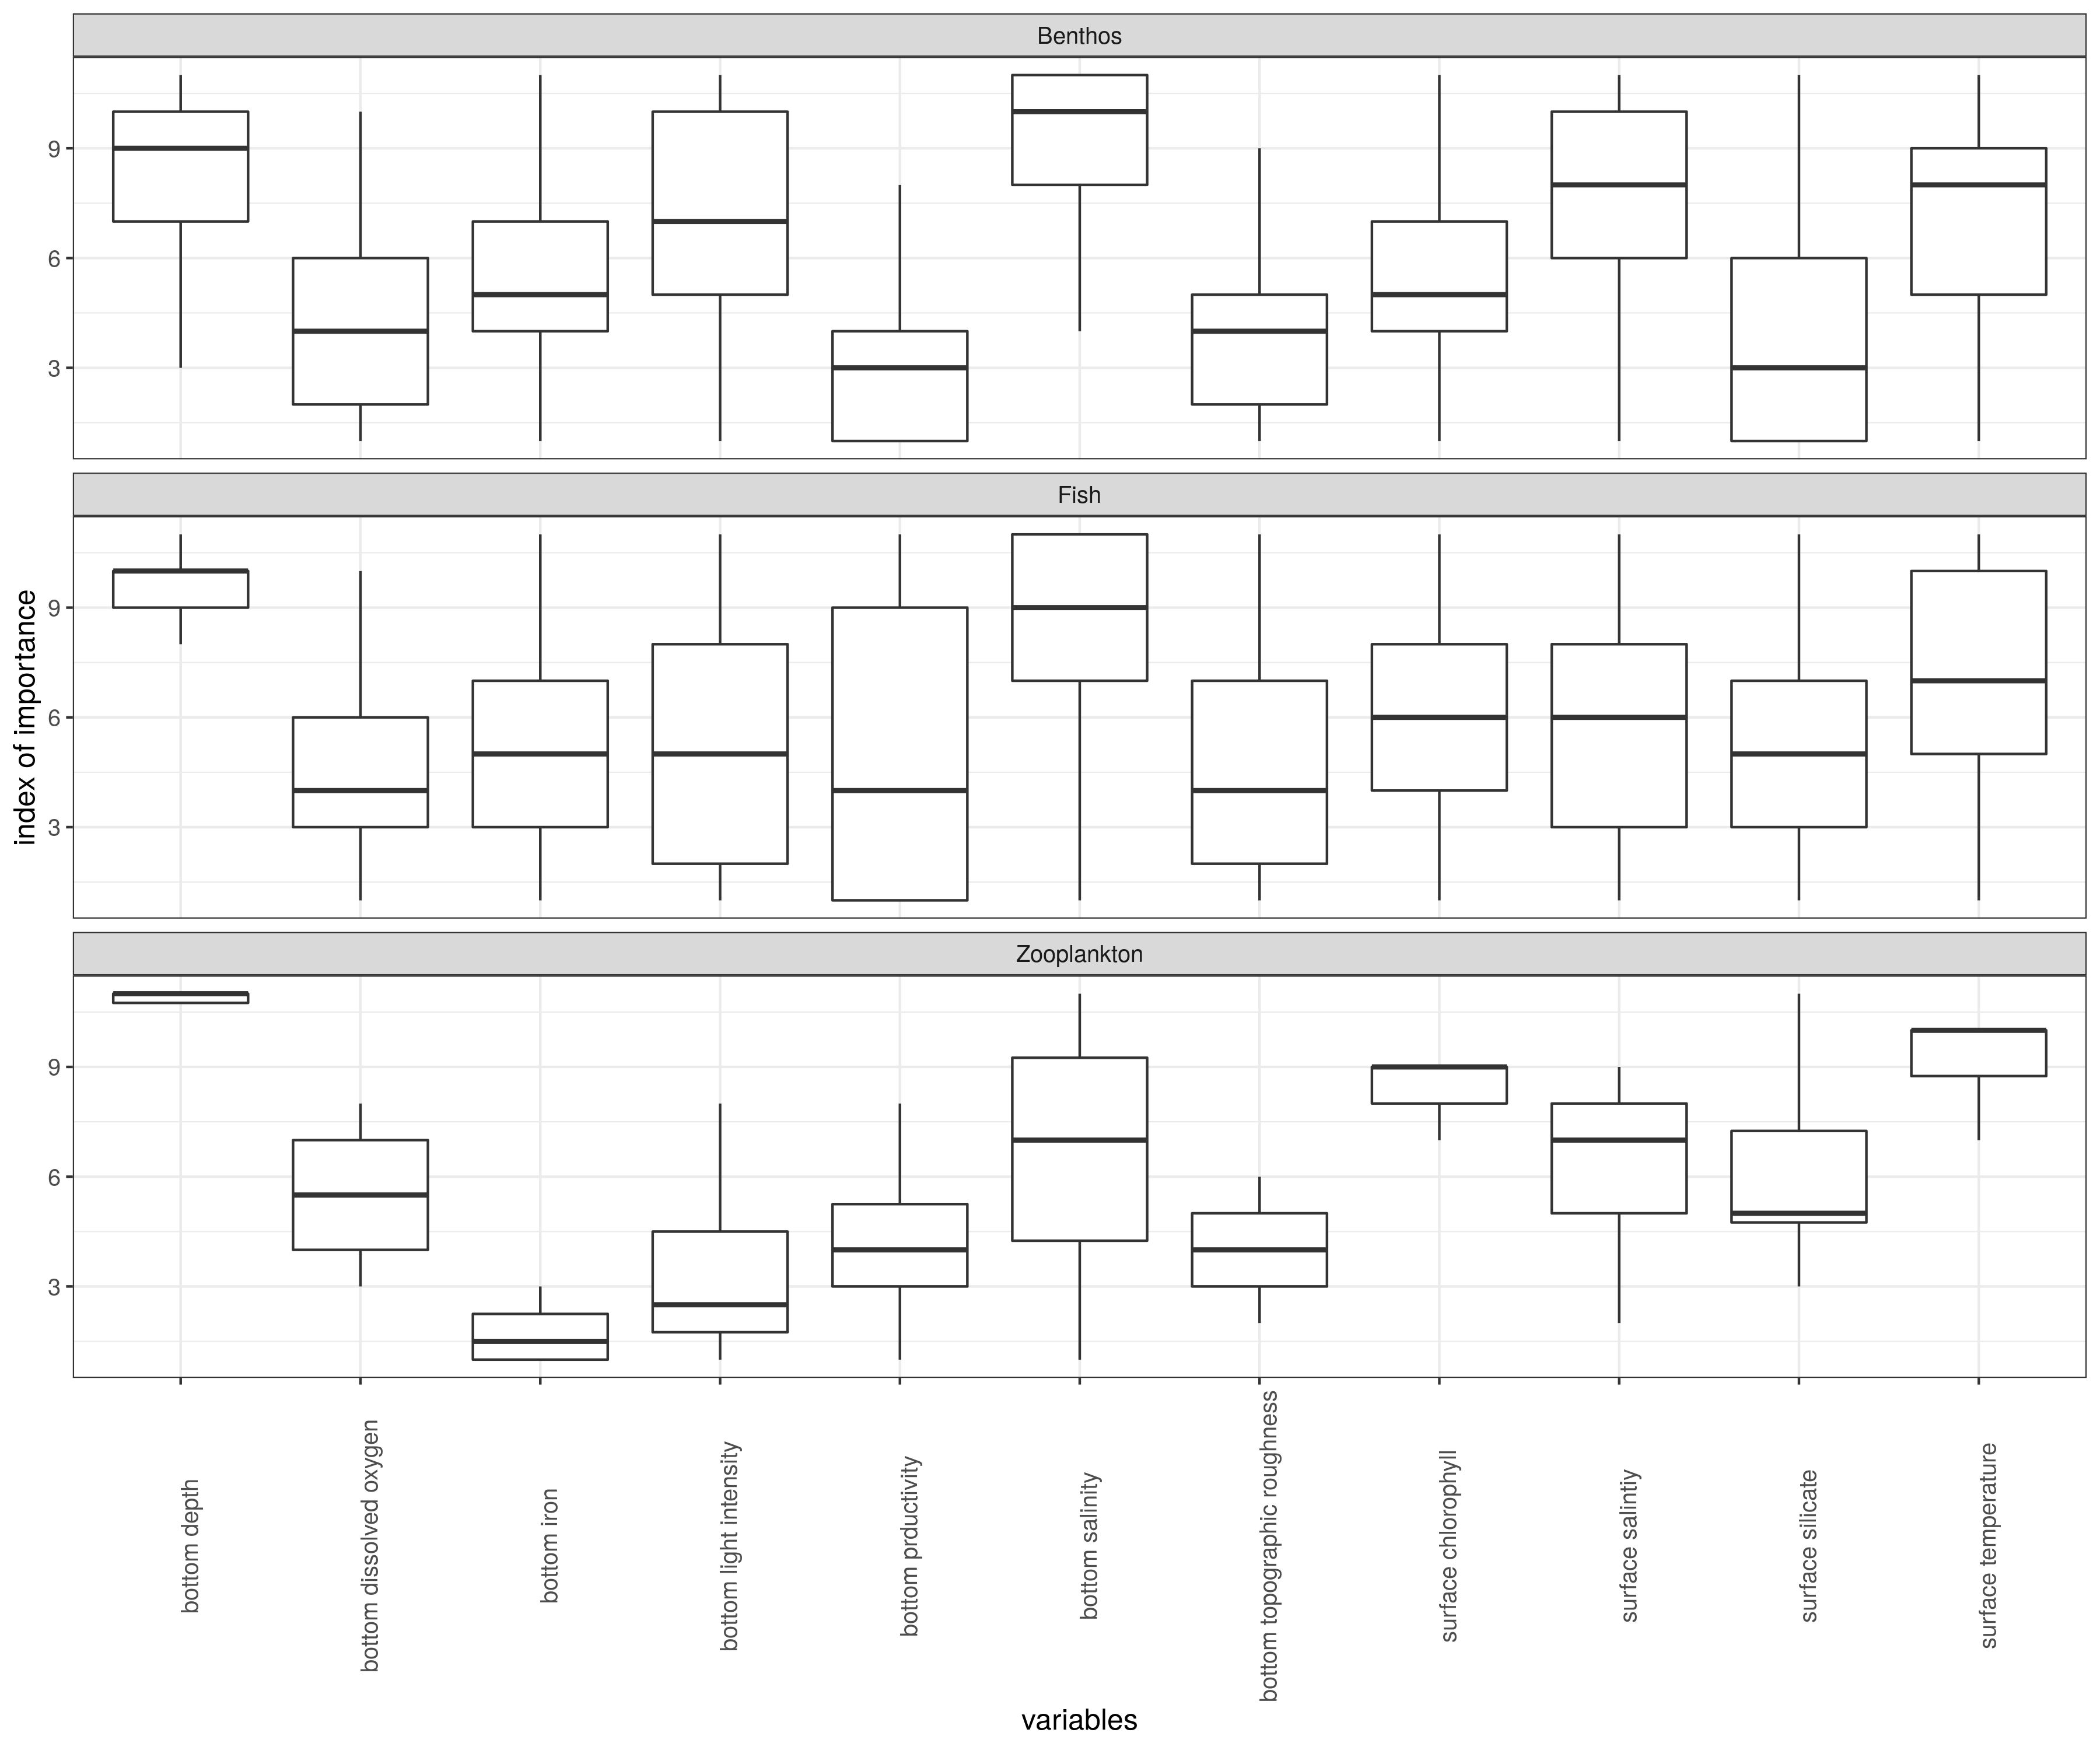 Benthos
9
6
3
Fish
9
6
3
Zooplankton
9
6
3
index of importance
bottom depth
bottom dissolved oxygen
bottom iron
bottom light intensity
bottom prductivity
bottom salinity
bottom topographic roughness
surface chlorophyll
surface salintiy
surface silicate
surface temperature
variables